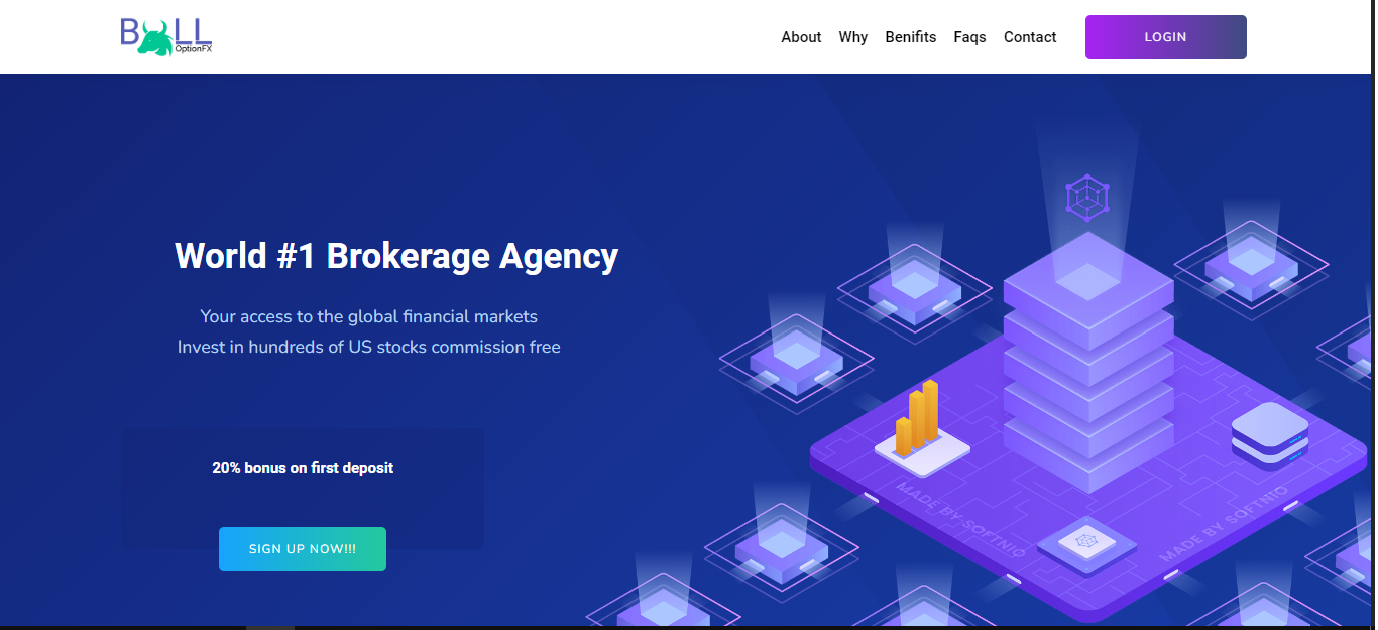 BULL
OptionFX
About Why Benifits Faqs Contact
LOGIN
World #1 Brokerage Agency
Your access to the global financial markets
Invest in hundreds of US stocks commission free
20% bonus on first deposit
SIGN UP NOW!!!
MADE BY SOFTNIO
MADE BY SOFTNIO